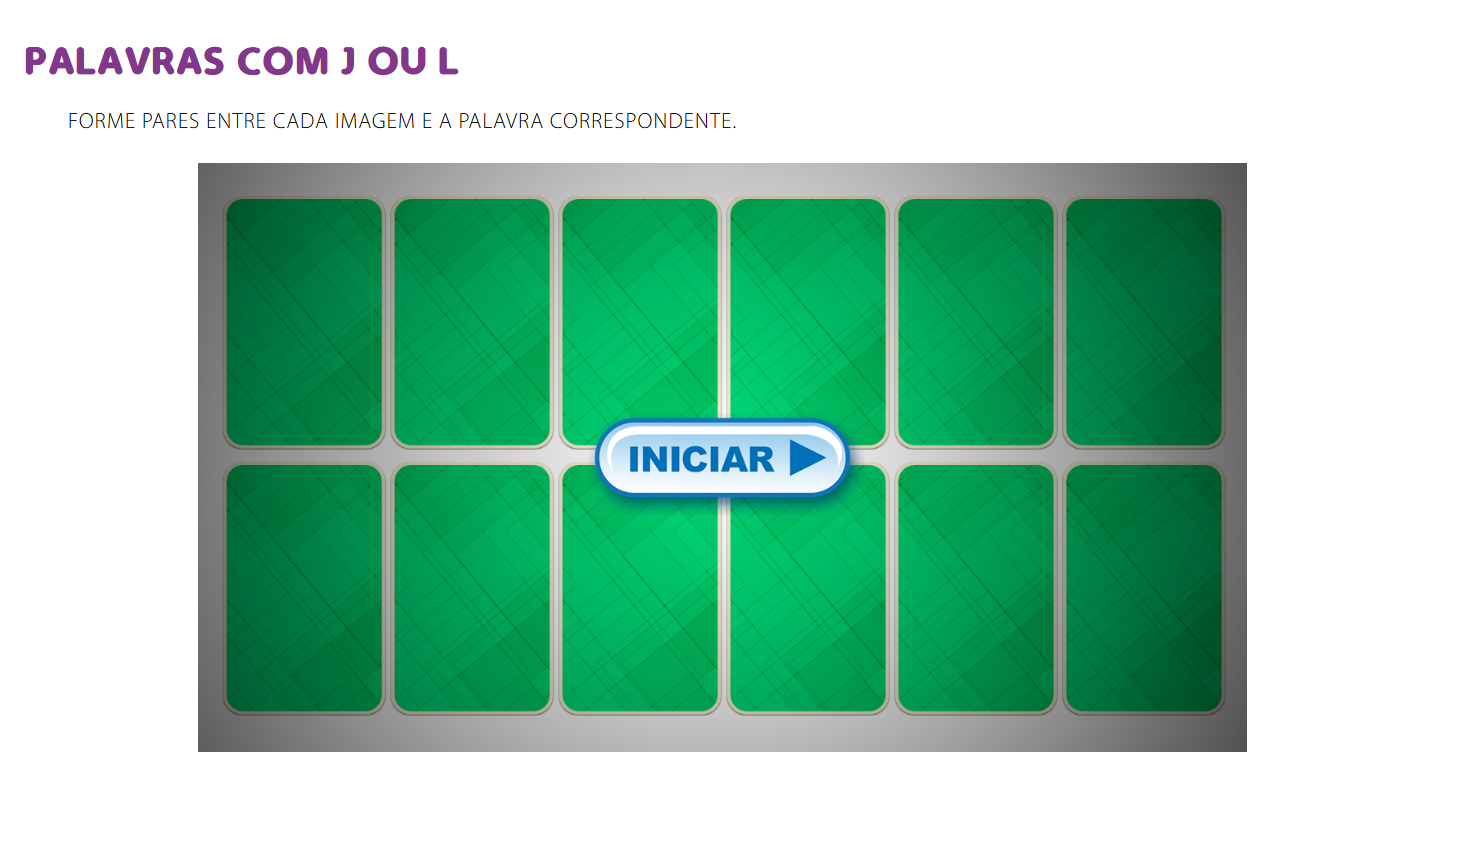 PALAVRAS COM J OU L
FORME PARES ENTRE CADA IMAGEM E A PALAVRA CORRESPONDENTE.
INICIAR